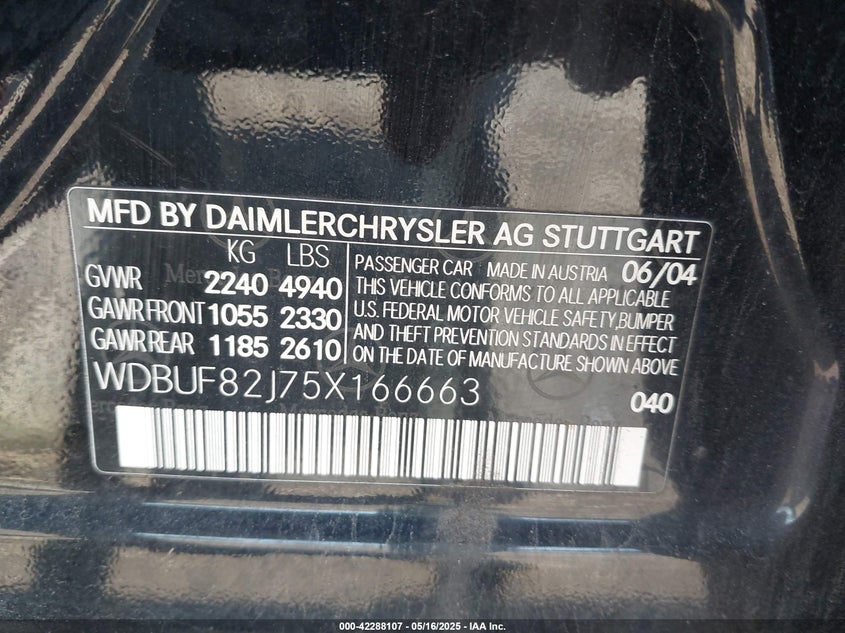 MFD BY DAIMLERCHRYSLER AG STUTTGART
KG LBS
GVWR 2240 4940
GAWR FRONT 1055 2330
GAWR REAR 1185 2610
PASSENGER CAR MADE IN AUSTRIA 06/04
THIS VEHICLE CONFORMS TO ALL APPLICABLE
U.S. FEDERAL MOTOR VEHICLE SAFETY,BUMPER
AND THEFT PREVENTION STANDARDS IN EFFECT
ON THE DATE OF MANUFACTURE SHOWN ABOVE
WDBUF82J75X166663
040
000-42288107 - 05/16/2025 - IAA Inc.